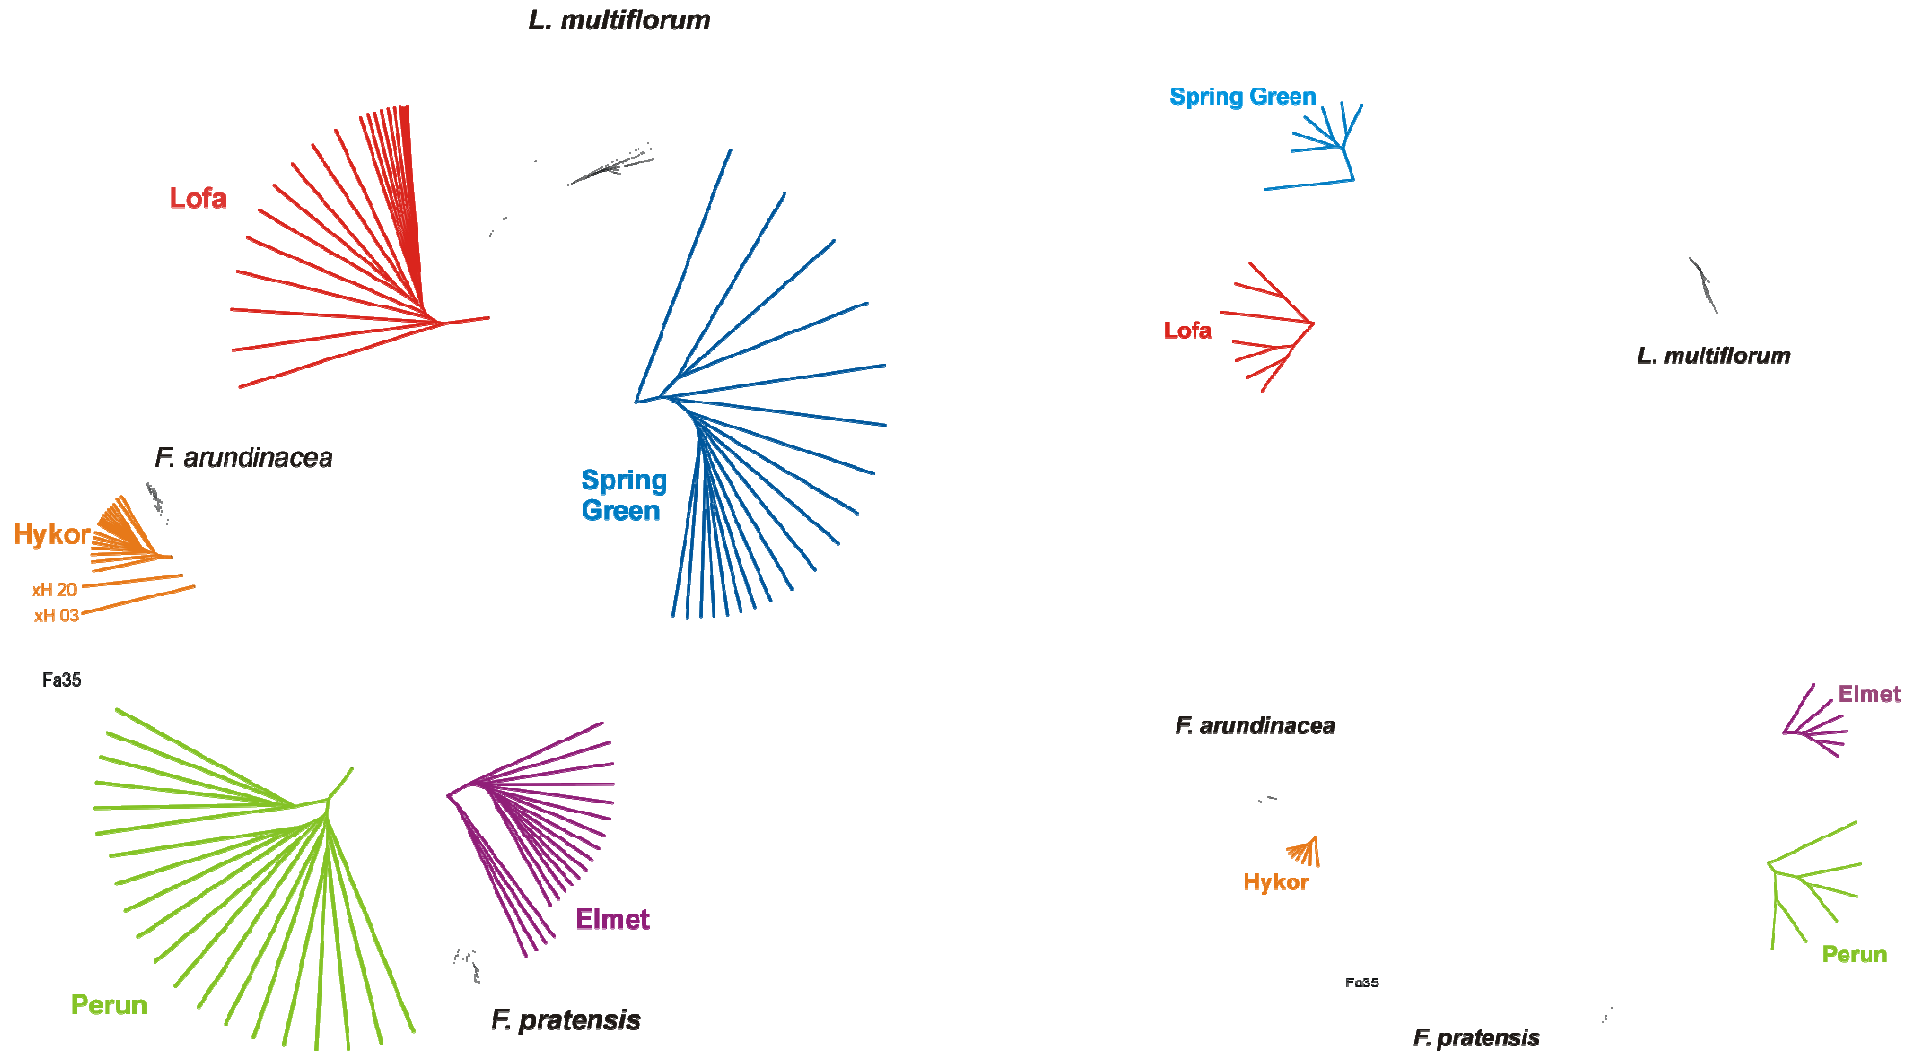 L. multiflorum
Lofa
F. arundinacea
Hykor
xH 20
xH 03
Spring
Green
Fa35
Elmet
Perun
F. pratensis
Spring Green
Lofa
L. multiflorum
Elmet
F. arundinacea
Hykor
Perun
Fa35
F. pratensis